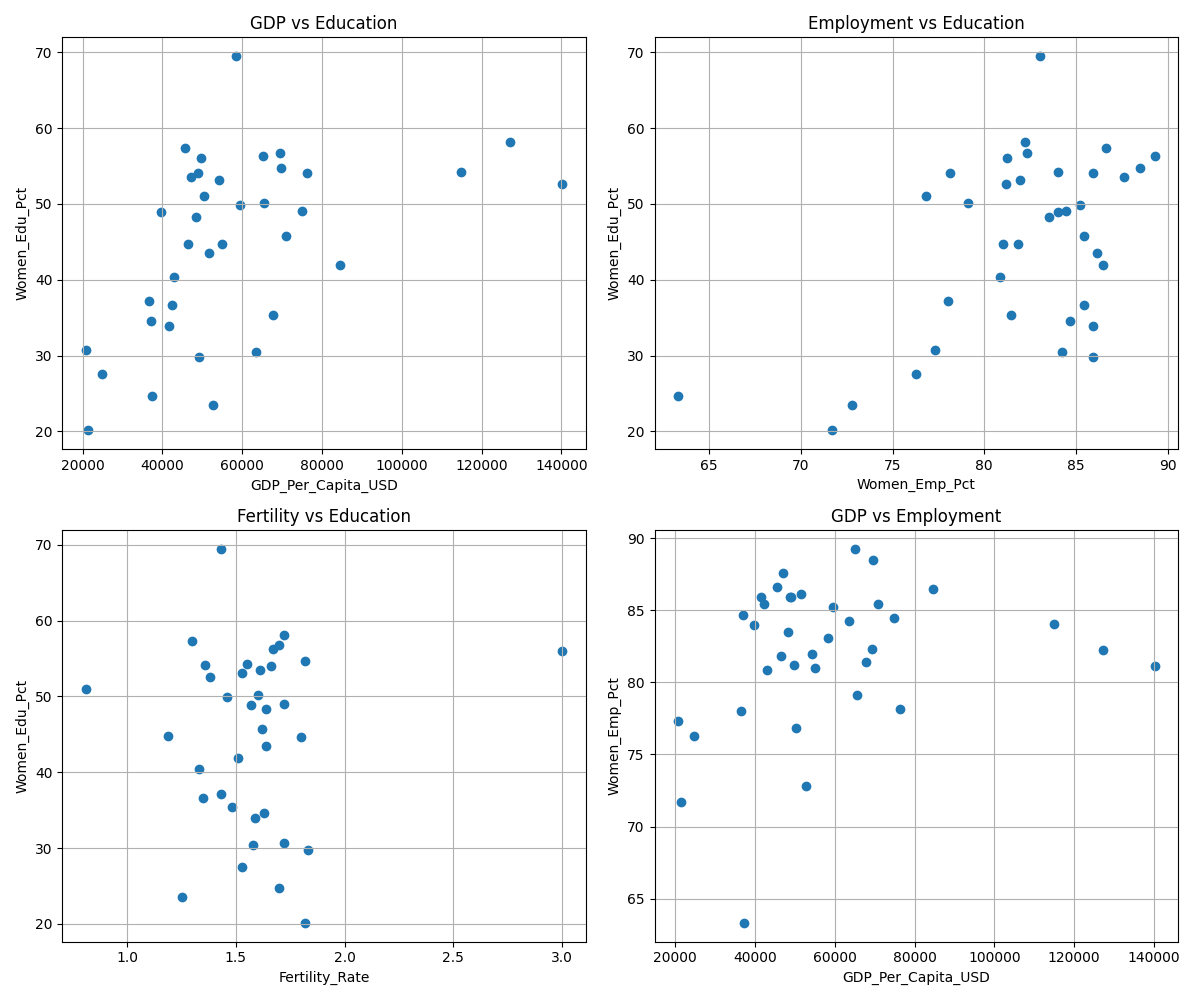 GDP vs Education
70
60
50
40
30
20
Women_Edu_Pct
20000 40000 60000 80000 100000 120000 140000
GDP_Per_Capita_USD
Employment vs Education
70
60
50
40
30
20
Women_Edu_Pct
65 70 75 80 85 90
Women_Emp_Pct
Fertility vs Education
70
60
50
40
30
20
Women_Edu_Pct
1.0 1.5 2.0 2.5 3.0
Fertility_Rate
GDP vs Employment
90
85
80
75
70
65
Women_Emp_Pct
20000 40000 60000 80000 100000 120000 140000
GDP_Per_Capita_USD